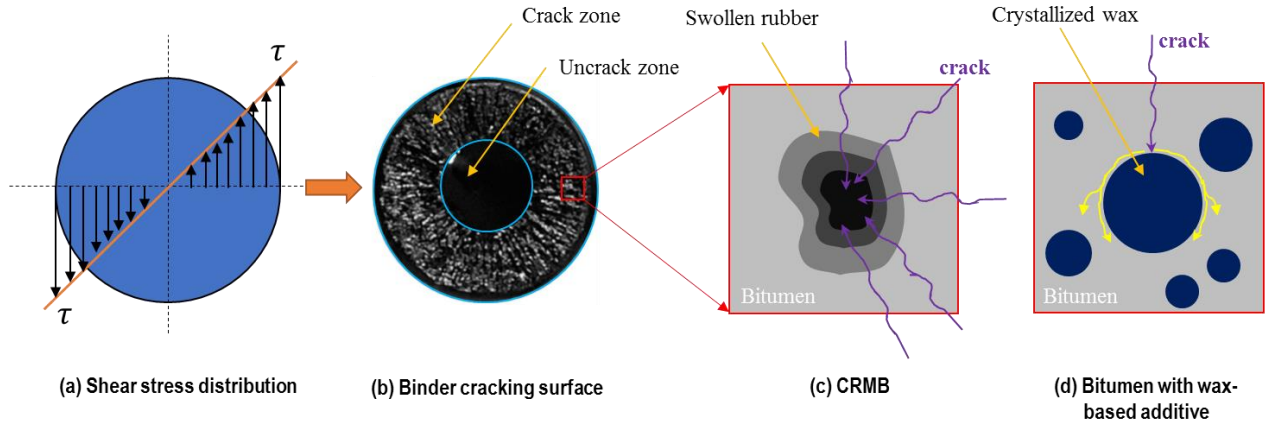 τ
τ
(a) Shear stress distribution
Crack zone
Uncrack zone
(b) Binder cracking surface
Swollen rubber
crack
Bitumen
(c) CRMB
Crystallized wax
crack
Bitumen
(d) Bitumen with wax-
based additive